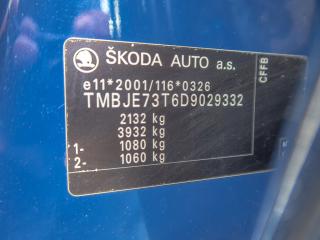 ŠKODA AUTO a.s.
CFFB
e11*2001/116*0326
TMBJE73T6D9029332
2132 kg
3932 kg
1- 1080 kg
2- 1060 kg